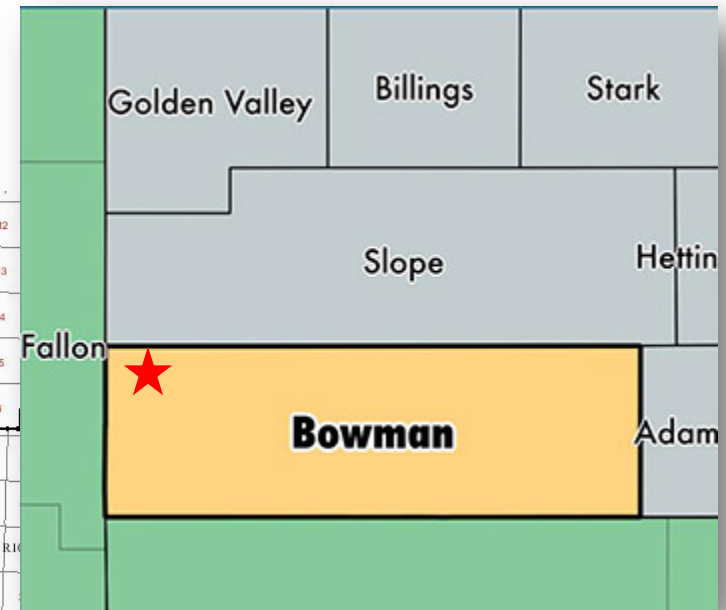 Golden Valley
Billings
Stark
Slope
Hettin
Fallon
Bowman
Adam